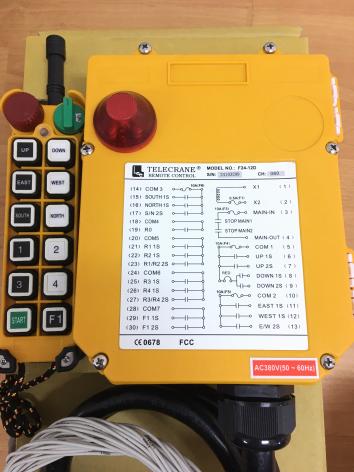 UP
DOWN
EAST
WEST
SOUTH
NORTH
1
2
3
4
START
F1
TELECRANE
REMOTE CONTROL
MODEL NO.: F24-12D
S/N:
CH:
(14) COM 3
(15) SOUTH 1S
(16) NORTH 1S
(17) S/N 2S
(18) COM4
(19) R0
(20) COM5
(21) R1 1S
(22) R2 1S
(23) R1/R2 2S
(24) COM6
(25) R3 1S
(26) R4 1S
(27) R3/R4 2S
(28) COM7
(29) F1 1S
(30) F1 2S
X1 (1)
X2 (2)
MAIN-IN (3)
STOP MAIN1
STOP MAIN2
MAIN-OUT (4)
COM 1 (5)
UP 1S (6)
UP 2S (7)
DOWN 1S (8)
DOWN 2S (9)
COM 2 (10)
EAST 1S (11)
WEST 1S (12)
E/W 2S (13)
CE0678 FCC
AC380V(50 ~ 60Hz)